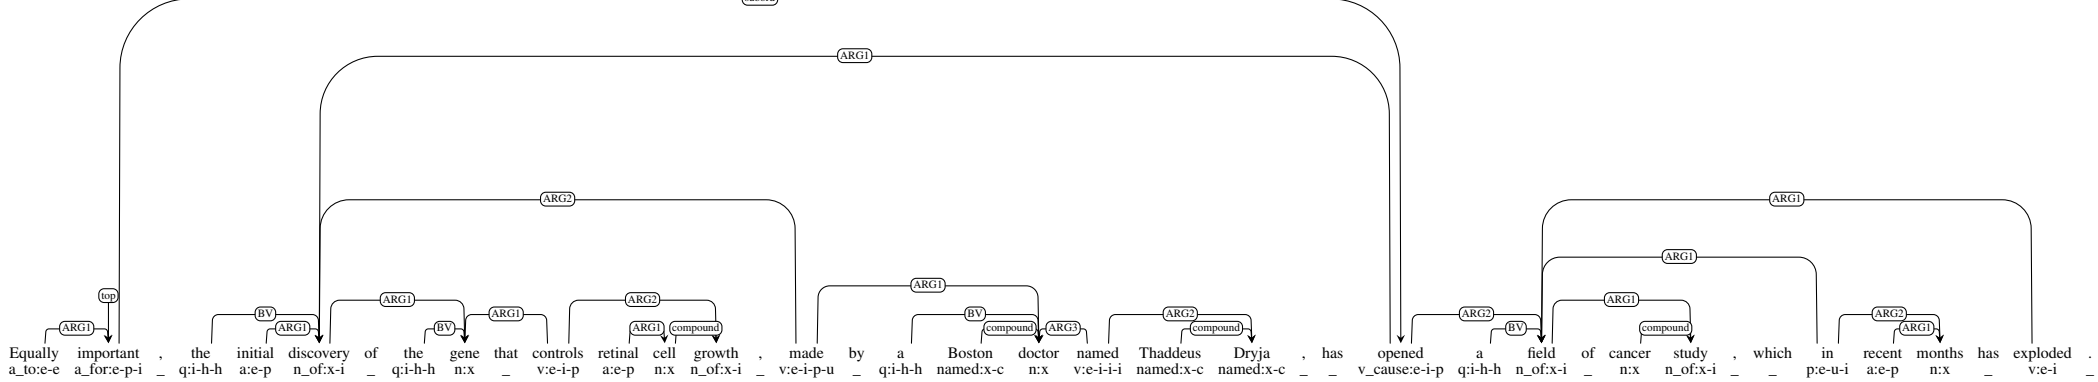 ARG1
ARG2 ARG1
ARG1
top ARG1
ARG1 ARG2 ARG1
BV ARG1 BV ARG2 ARG2 ARG2
ARG1 ARG1 BV ARG1 compound compound ARG3 compound BV compound ARG1
Equally important , the initial discovery of the gene that controls retinal cell growth , made by a Boston doctor named Thaddeus Dryja , has opened a field of cancer study , which in recent months has exploded .
a_to:e-e a_for:e-p-i _ q:i-h-h a:e-p n_of:x-i _ q:i-h-h n:x _ v:e-i-p a:e-p n:x n_of:x-i _ v:e-i-p-u _ q:i-h-h named:x-c n:x v:e-i-i-i named:x-c named:x-c _ _ v_cause:e-i-p q:i-h-h n_of:x-i _ n:x n_of:x-i _ _ p:e-u-i a:e-p n:x _ v:e-i _